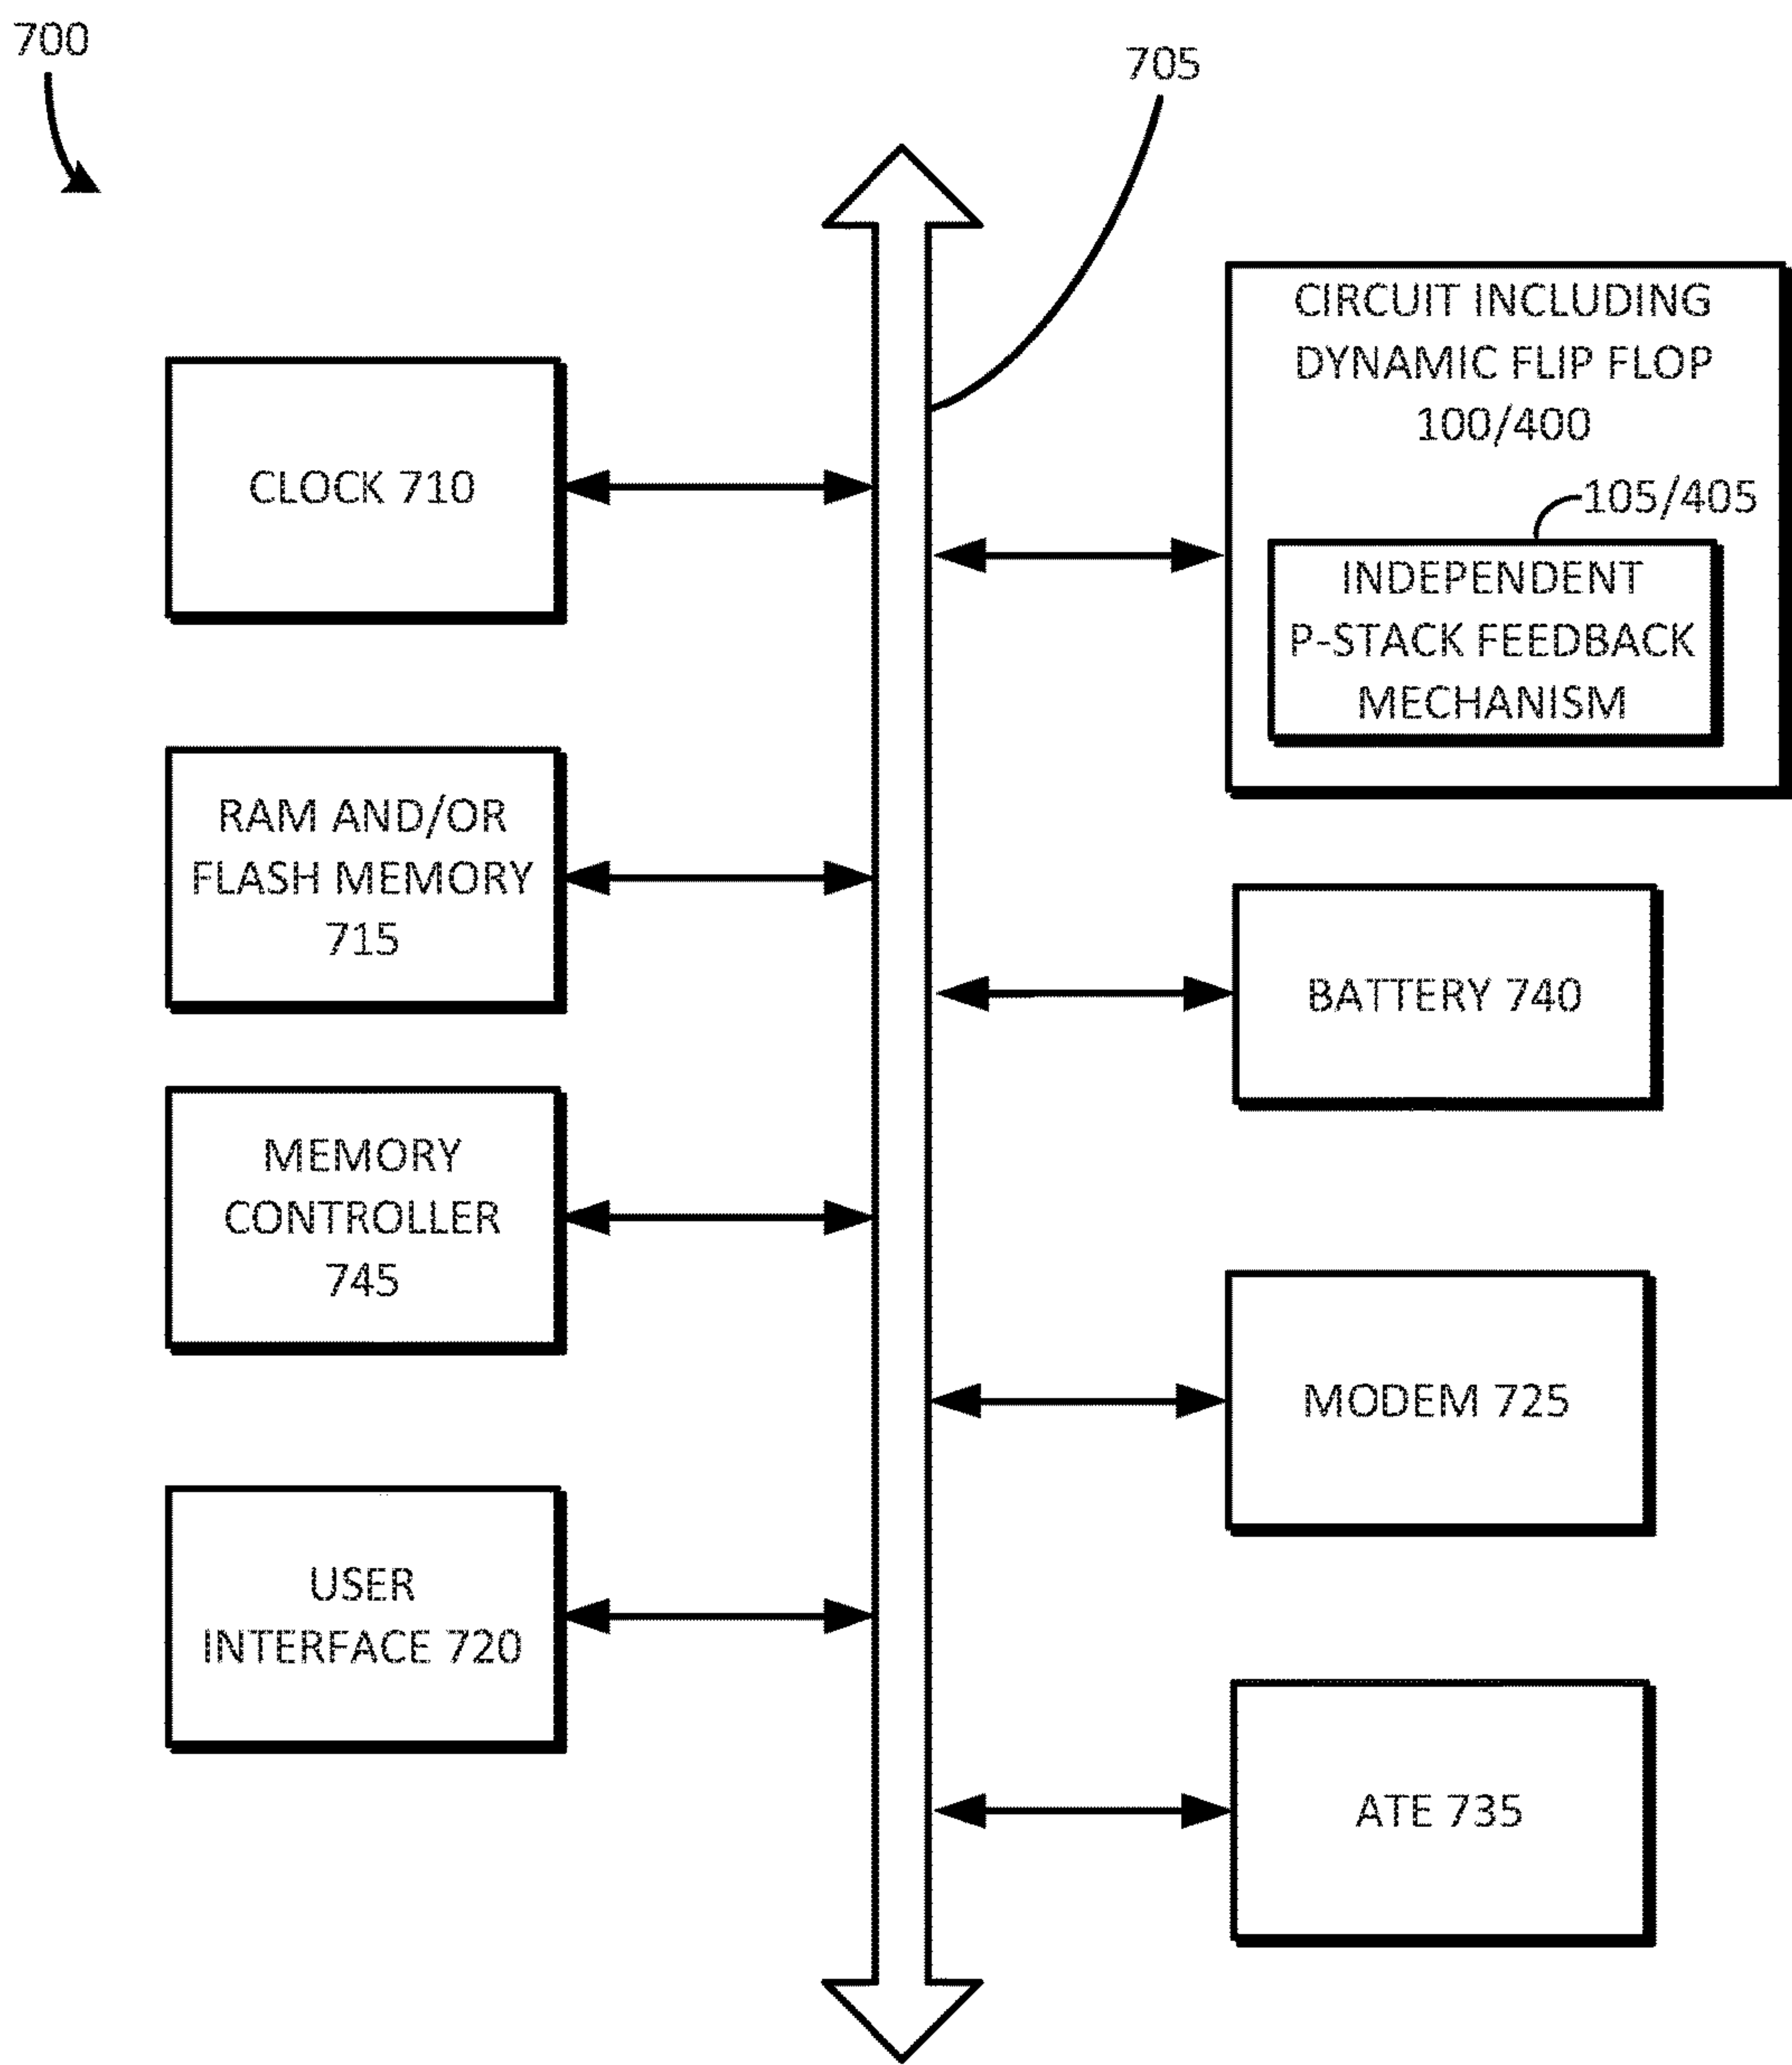 700
705
CLOCK 710
RAM AND/OR
FLASH MEMORY
715
MEMORY
CONTROLLER
745
USER
INTERFACE 720
CIRCUIT INCLUDING
DYNAMIC FLIP FLOP
100/400
105/405
INDEPENDENT
P-STACK FEEDBACK
MECHANISM
BATTERY 740
MODEM 725
ATE 735